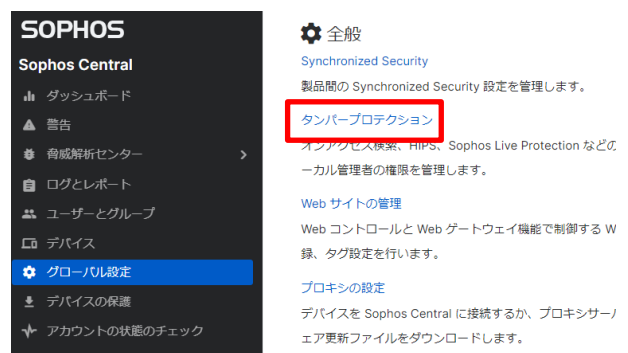 SOPHOS
Sophos Central
ダッシュボード
警告
脅威解析センター
ログとレポート
ユーザーとグループ
デバイス
グローバル設定
デバイスの保護
アカウントの状態のチェック
全般
Synchronized Security
製品間の Synchronized Security 設定を管理します。
タンパープロテクション
オンアクセス検索、HIPS、Sophos Live Protection などの
ーカル管理者の権限を管理します。
Web サイトの管理
Web コントロールと Web ゲートウェイ機能で制御する W
録、タグ設定を行います。
プロキシの設定
デバイスを Sophos Central に接続するか、プロキシサー
ェア更新ファイルをダウンロードします。